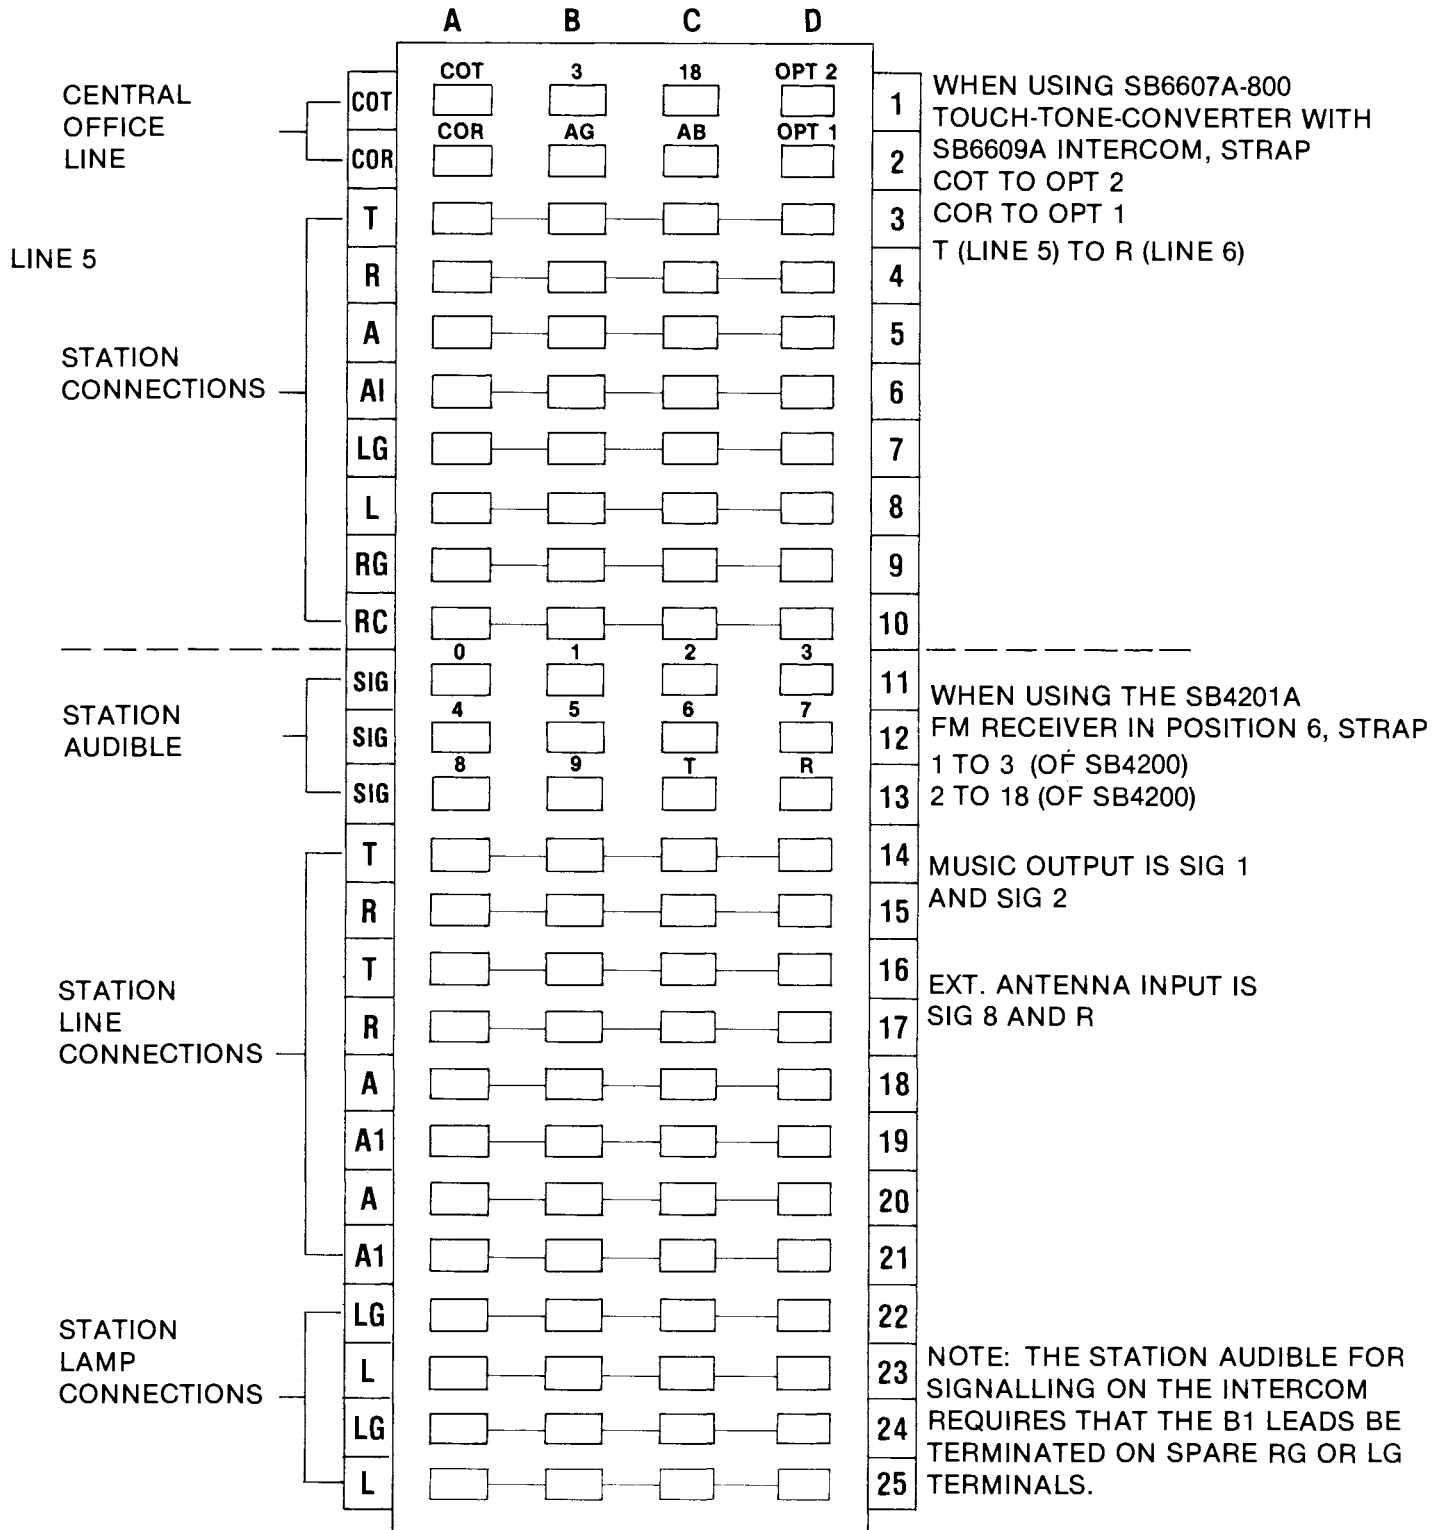 A B C D
CENTRAL
OFFICE
LINE
COT COT 3 18 OPT 2 1
COR COR AG AB OPT 1 2
WHEN USING SB6607A-800
TOUCH-TONE-CONVERTER WITH
SB6609A INTERCOM, STRAP
COT TO OPT 2
COR TO OPT 1
T (LINE 5) TO R (LINE 6)
LINE 5
STATION
CONNECTIONS
T 3
R 4
A 5
AI 6
LG 7
L 8
RG 9
RC 10
STATION
AUDIBLE
SIG 0 1 2 3 11
SIG 4 5 6 7 12
SIG 8 9 T R 13
WHEN USING THE SB4201A
FM RECEIVER IN POSITION 6, STRAP
1 TO 3 (OF SB4200)
2 TO 18 (OF SB4200)
MUSIC OUTPUT IS SIG 1
AND SIG 2
EXT. ANTENNA INPUT IS
SIG 8 AND R
STATION
LINE
CONNECTIONS
T 14
R 15
T 16
R 17
A 18
A1 19
A 20
A1 21
STATION
LAMP
CONNECTIONS
LG 22
L 23
LG 24
L 25
NOTE: THE STATION AUDIBLE FOR
SIGNALLING ON THE INTERCOM
REQUIRES THAT THE B1 LEADS BE
TERMINATED ON SPARE RG OR LG
TERMINALS.